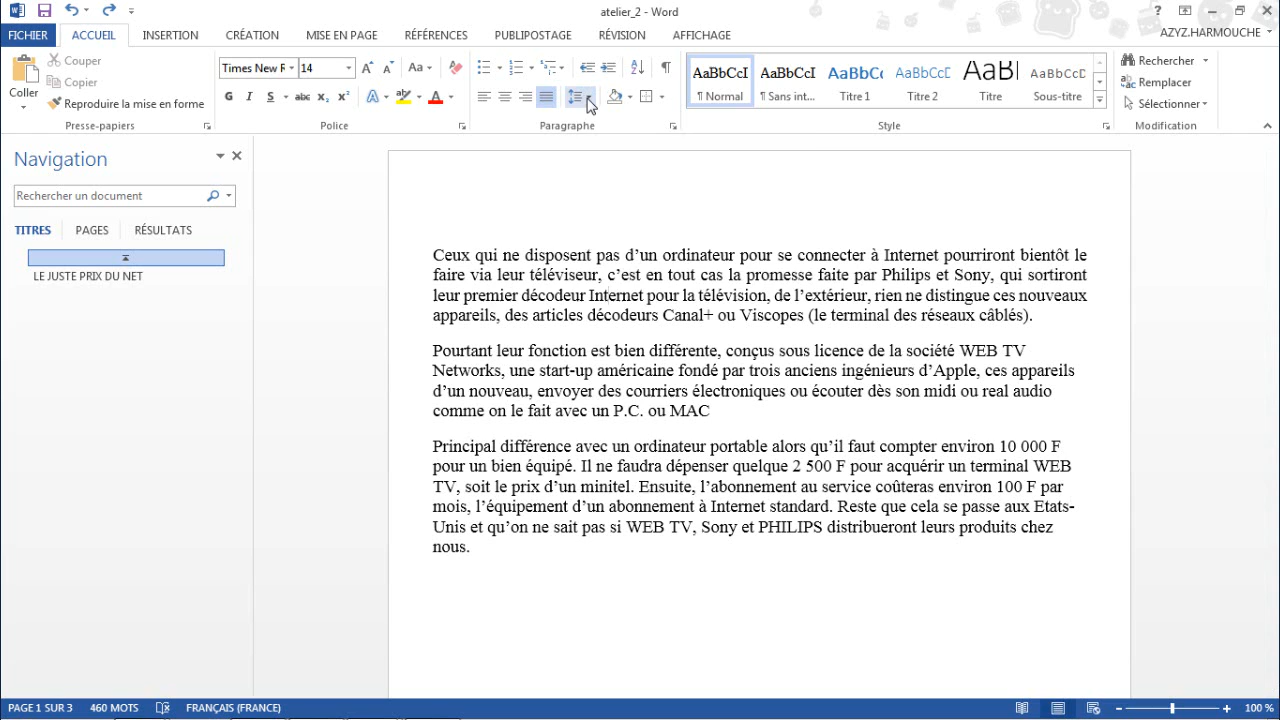 atelier_2 - Word
?
FICHIER ACCUEIL INSERTION CRÉATION MISE EN PAGE RÉFÉRENCES PUBLIPOSTAGE RÉVISION AFFICHAGE AZYZ.HARMOUCHE
Coller
Couper
Copier
Reproduire la mise en forme
Presse-papiers
Times New R 14 Aa
G I S abc x₂ x² A ab A
Police
Paragraphe
AaBbCcI AaBbCcI AaBbCc AaBbCcD AaBl AaBbCcD
¶ Normal ¶ Sans int... Titre 1 Titre 2 Titre Sous-titre
Style
Rechercher
Remplacer
Sélectionner
Modification
Navigation
Rechercher un document
TITRES PAGES RÉSULTATS
LE JUSTE PRIX DU NET
Ceux qui ne disposent pas d’un ordinateur pour se connecter à Internet pourriront bientôt le
faire via leur téléviseur, c’est en tout cas la promesse faite par Philips et Sony, qui sortiront
leur premier décodeur Internet pour la télévision, de l’extérieur, rien ne distingue ces nouveaux
appareils, des articles décodeurs Canal+ ou Viscopes (le terminal des réseaux câblés).
Pourtant leur fonction est bien différente, conçus sous licence de la société WEB TV
Networks, une start-up américaine fondé par trois anciens ingénieurs d’Apple, ces appareils
d’un nouveau, envoyer des courriers électroniques ou écouter dès son midi ou real audio
comme on le fait avec un P.C. ou MAC
Principal différence avec un ordinateur portable alors qu’il faut compter environ 10 000 F
pour un bien équipé. Il ne faudra dépenser quelque 2 500 F pour acquérir un terminal WEB
TV, soit le prix d’un minitel. Ensuite, l’abonnement au service coûteras environ 100 F par
mois, l’équipement d’un abonnement à Internet standard. Reste que cela se passe aux Etats-
Unis et qu’on ne sait pas si WEB TV, Sony et PHILIPS distribueront leurs produits chez
nous.
PAGE 1 SUR 3 460 MOTS FRANÇAIS (FRANCE) 100 %